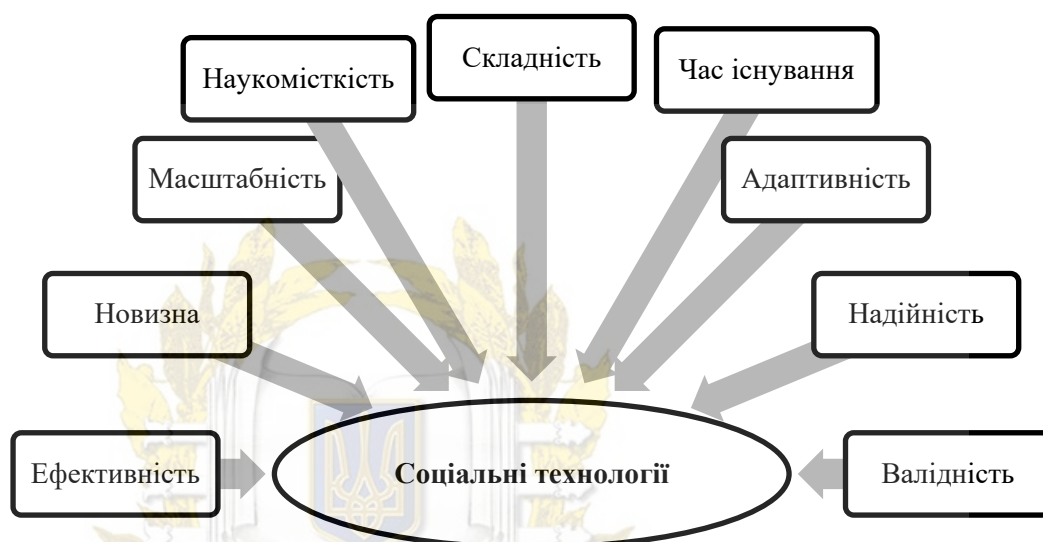 Складність
Наукомісткість
Час існування
Масштабність
Адаптивність
Новизна
Надійність
Ефективність
Соціальні технології
Валідність